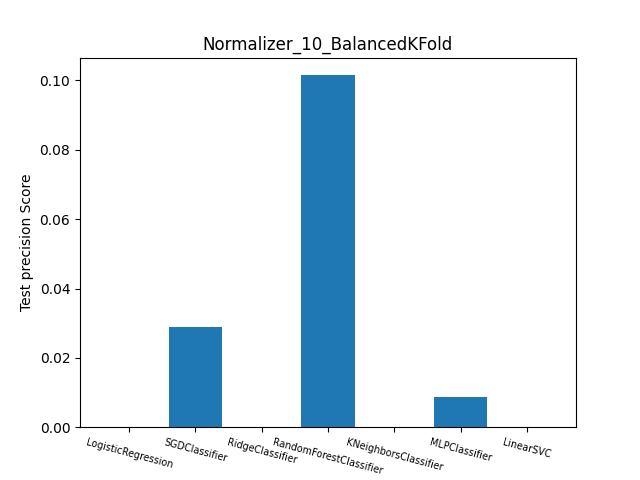 Normalizer_10_BalancedKFold
Test precision Score
0.10
0.08
0.06
0.04
0.02
0.00
LogisticRegression
SGDClassifier
RidgeClassifier
RandomForestClassifier
KNeighborsClassifier
MLPClassifier
LinearSVC